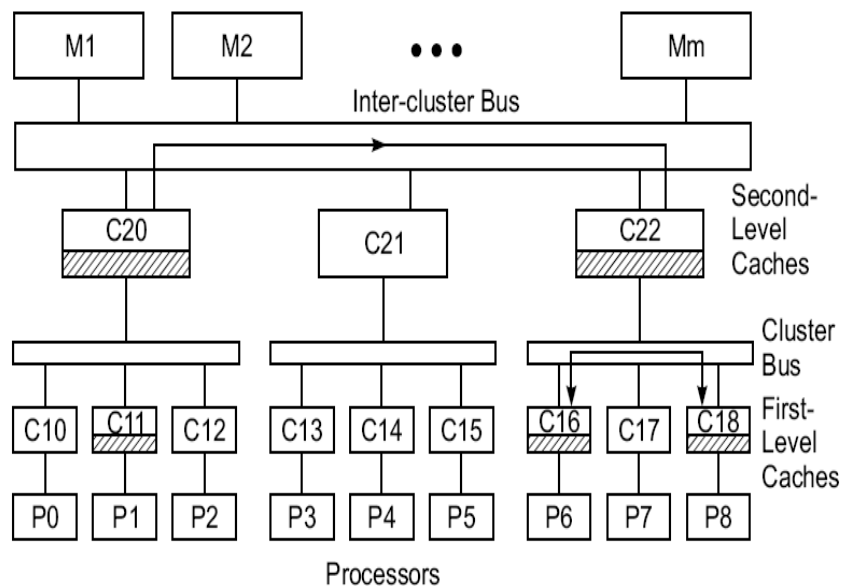 M1 M2 ••• Mm
Inter-cluster Bus
C20 C21 C22
Second-
Level
Caches
Cluster
Bus
C10 C11 C12 C13 C14 C15 C16 C17 C18
First-
Level
Caches
P0 P1 P2 P3 P4 P5 P6 P7 P8
Processors